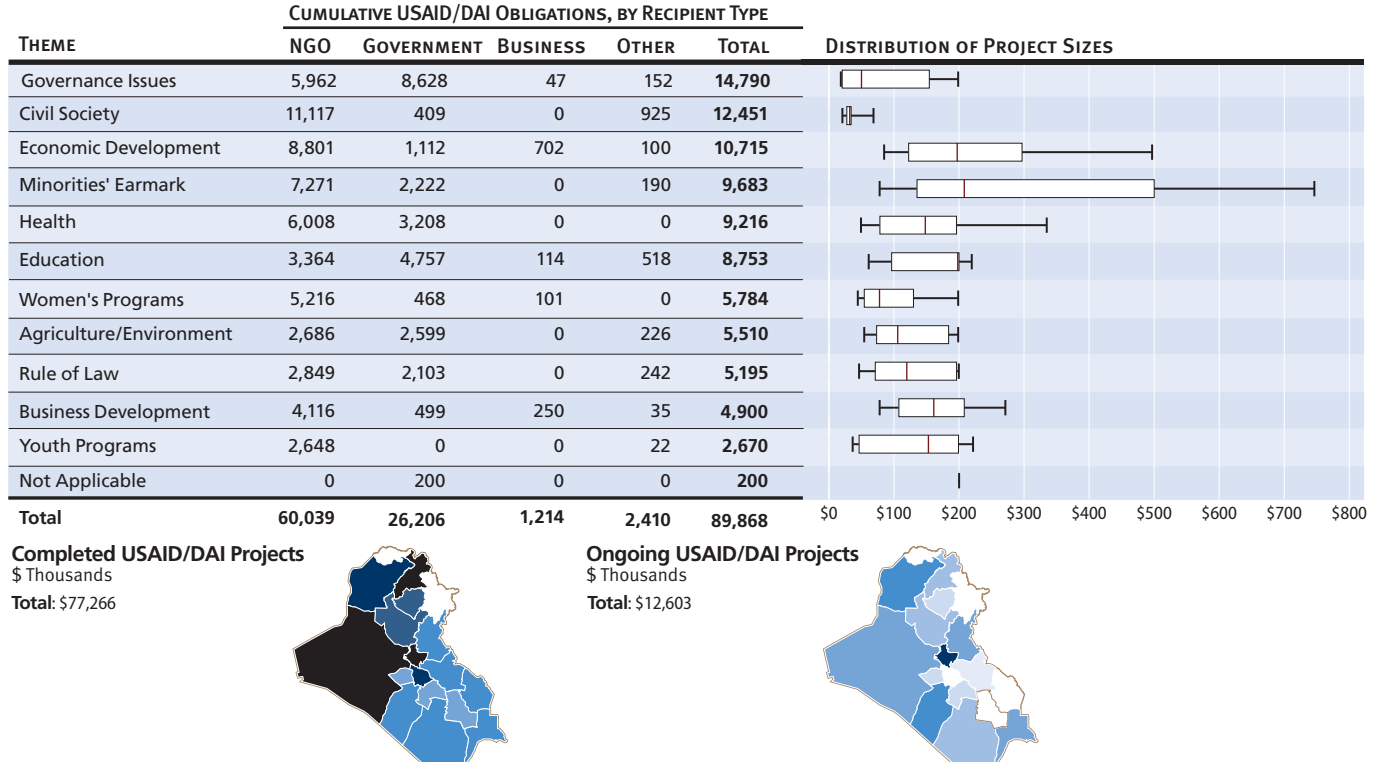 CUMULATIVE USAID/DAI OBLIGATIONS, BY RECIPIENT TYPE
THEME NGO GOVERNMENT BUSINESS OTHER TOTAL DISTRIBUTION OF PROJECT SIZES
Governance Issues 5,962 8,628 47 152 14,790
Civil Society 11,117 409 0 925 12,451
Economic Development 8,801 1,112 702 100 10,715
Minorities' Earmark 7,271 2,222 0 190 9,683
Health 6,008 3,208 0 0 9,216
Education 3,364 4,757 114 518 8,753
Women's Programs 5,216 468 101 0 5,784
Agriculture/Environment 2,686 2,599 0 226 5,510
Rule of Law 2,849 2,103 0 242 5,195
Business Development 4,116 499 250 35 4,900
Youth Programs 2,648 0 0 22 2,670
Not Applicable 0 200 0 0 200
Total 60,039 26,206 1,214 2,410 89,868
$0 $100 $200 $300 $400 $500 $600 $700 $800
Completed USAID/DAI Projects
$ Thousands
Total: $77,266
Ongoing USAID/DAI Projects
$ Thousands
Total: $12,603